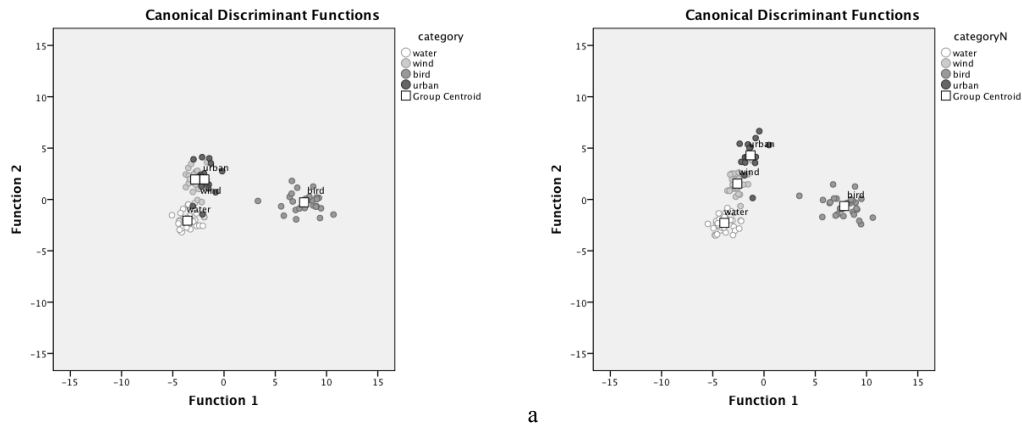 Canonical Discriminant Functions
category
water
wind
bird
urban
Group Centroid
15
10
5
0
-5
-10
-15
Function 2
urban
wind
water
bird
-15
-10
-5
0
5
10
15
Function 1
Canonical Discriminant Functions
categoryN
water
wind
bird
urban
Group Centroid
15
10
5
0
-5
-10
-15
Function 2
urban
wind
water
bird
-15
-10
-5
0
5
10
15
Function 1
a